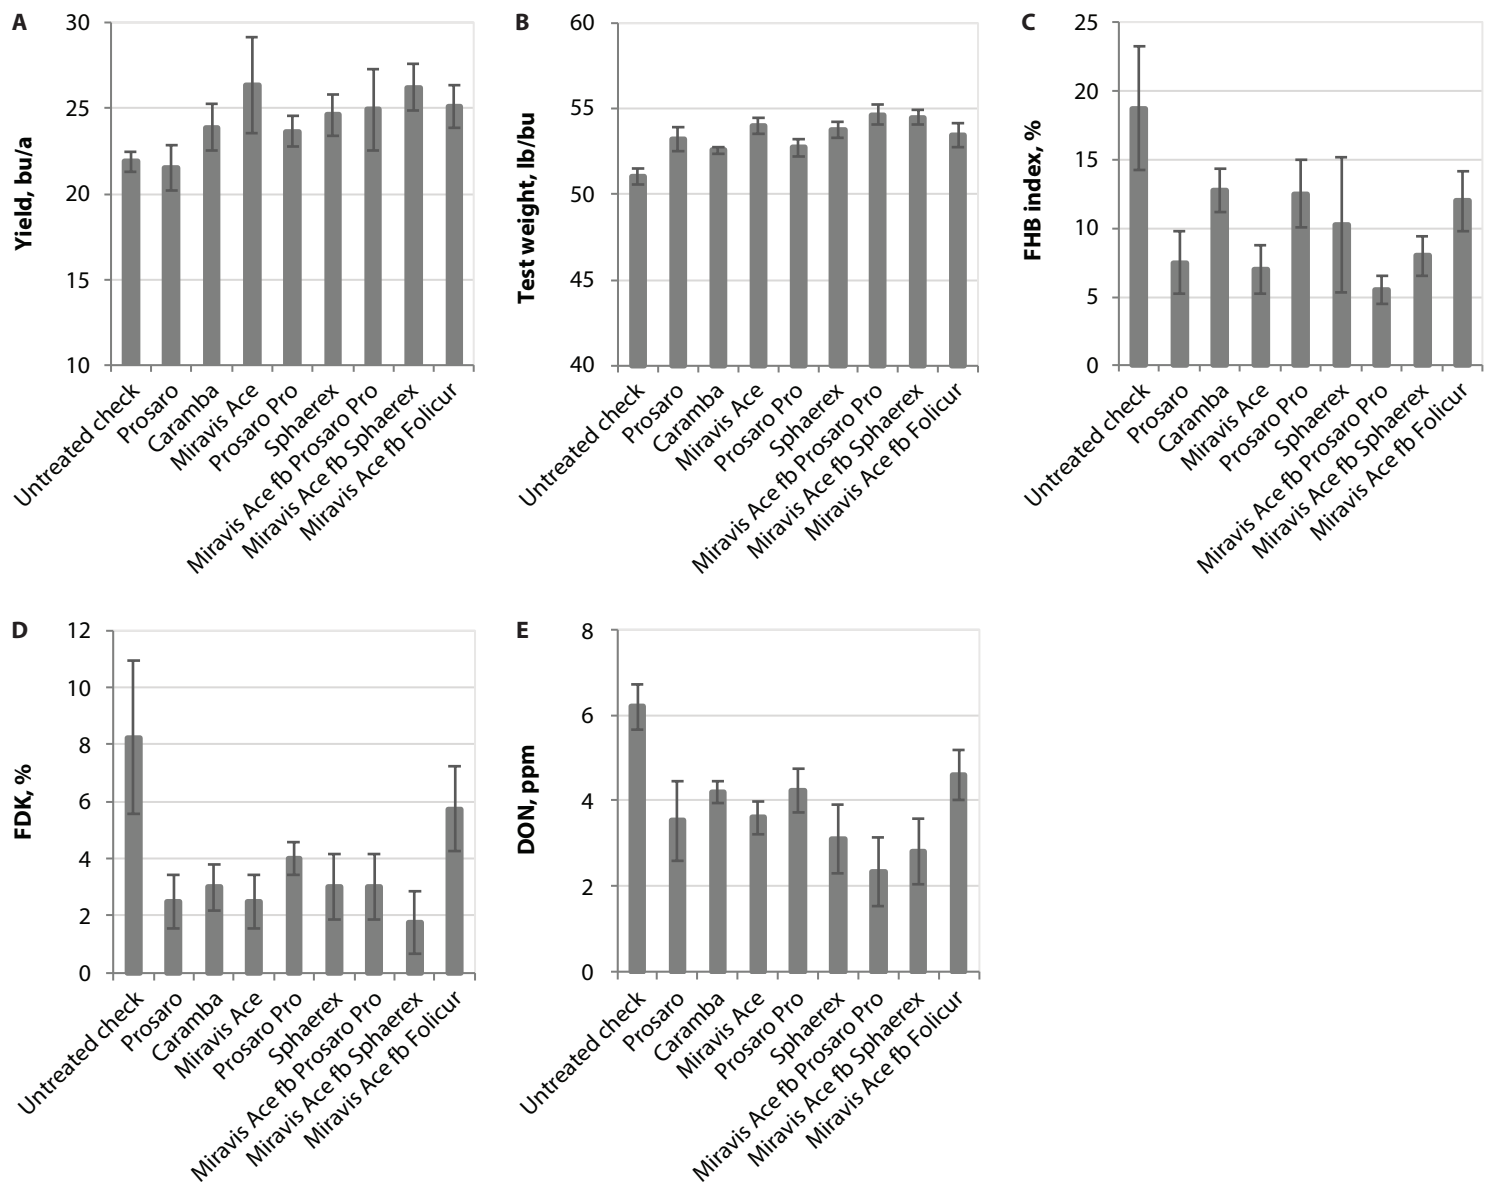 A
Yield, bu/a
30
25
20
15
10
Untreated check
Prosaro
Caramba
Miravis Ace
Prosaro Pro
Sphaerex
Miravis Ace fb Prosaro Pro
Miravis Ace fb Sphaerex
Miravis Ace fb Folicur
B
Test weight, lb/bu
60
55
50
45
40
Untreated check
Prosaro
Caramba
Miravis Ace
Prosaro Pro
Sphaerex
Miravis Ace fb Prosaro Pro
Miravis Ace fb Sphaerex
Miravis Ace fb Folicur
C
FHB index, %
25
20
15
10
5
0
Untreated check
Prosaro
Caramba
Miravis Ace
Prosaro Pro
Sphaerex
Miravis Ace fb Prosaro Pro
Miravis Ace fb Sphaerex
Miravis Ace fb Folicur
D
FDK, %
12
10
8
6
4
2
0
Untreated check
Prosaro
Caramba
Miravis Ace
Prosaro Pro
Sphaerex
Miravis Ace fb Prosaro Pro
Miravis Ace fb Sphaerex
Miravis Ace fb Folicur
E
DON, ppm
8
6
4
2
0
Untreated check
Prosaro
Caramba
Miravis Ace
Prosaro Pro
Sphaerex
Miravis Ace fb Prosaro Pro
Miravis Ace fb Sphaerex
Miravis Ace fb Folicur